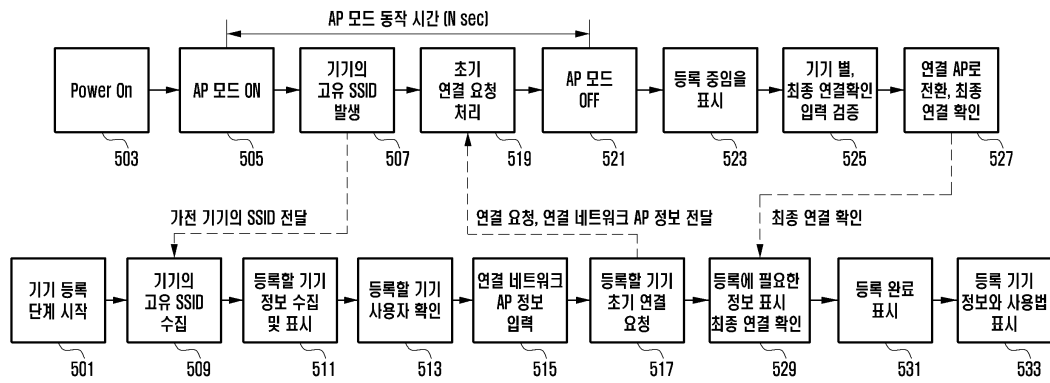 AP 모드 동작 시간 (N sec)
Power On
AP 모드 ON
기기의
고유 SSID
발생
초기
연결 요청
처리
AP 모드
OFF
등록 중임을
표시
기기 별,
최종 연결확인
입력 검증
연결 AP로
전환, 최종
연결 확인
503
505
507
519
521
523
525
527
가전 기기의 SSID 전달
연결 요청, 연결 네트워크 AP 정보 전달
최종 연결 확인
기기 등록
단계 시작
기기의
고유 SSID
수집
등록할 기기
정보 수집
및 표시
등록할 기기
사용자 확인
연결 네트워크
AP 정보
입력
등록할 기기
초기 연결
요청
등록에 필요한
정보 표시
최종 연결 확인
등록 완료
표시
등록 기기
정보와 사용법
표시
501
509
511
513
515
517
529
531
533